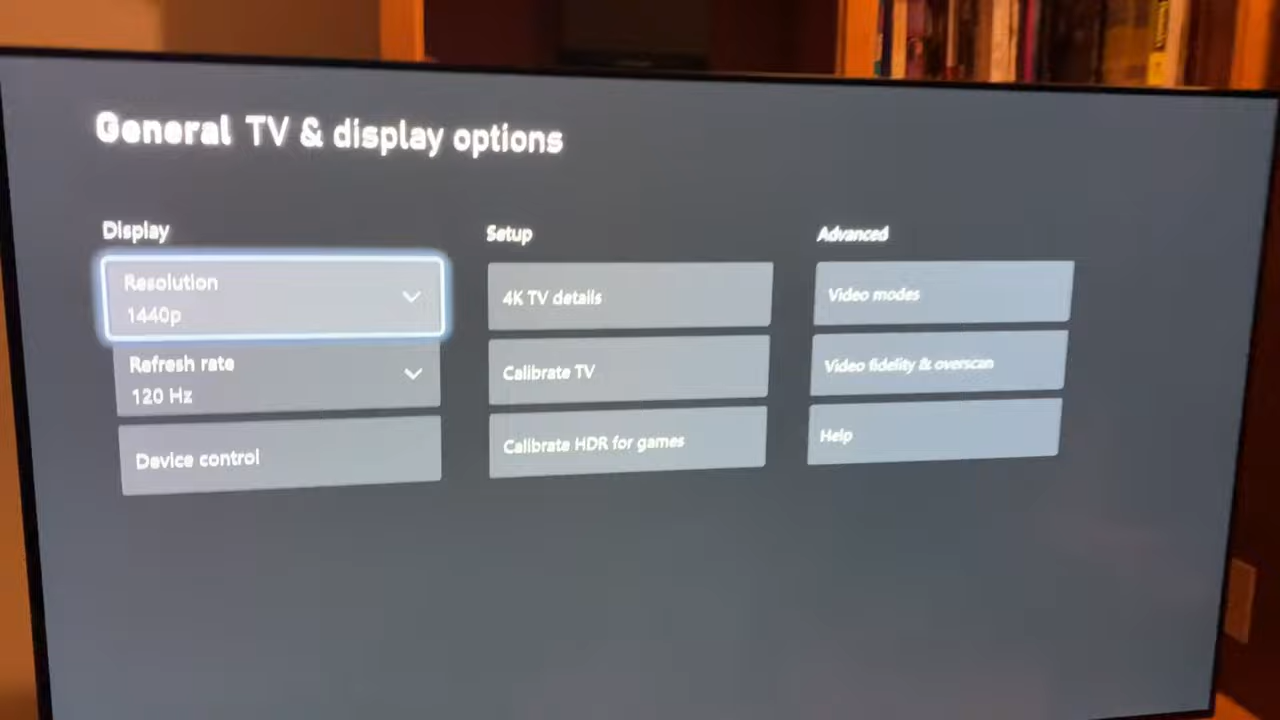 General TV & display options
Display
Resolution
1440p
Refresh rate
120 Hz
Device control
Setup
4K TV details
Calibrate TV
Calibrate HDR for games
Advanced
Video modes
Video fidelity & overscan
Help